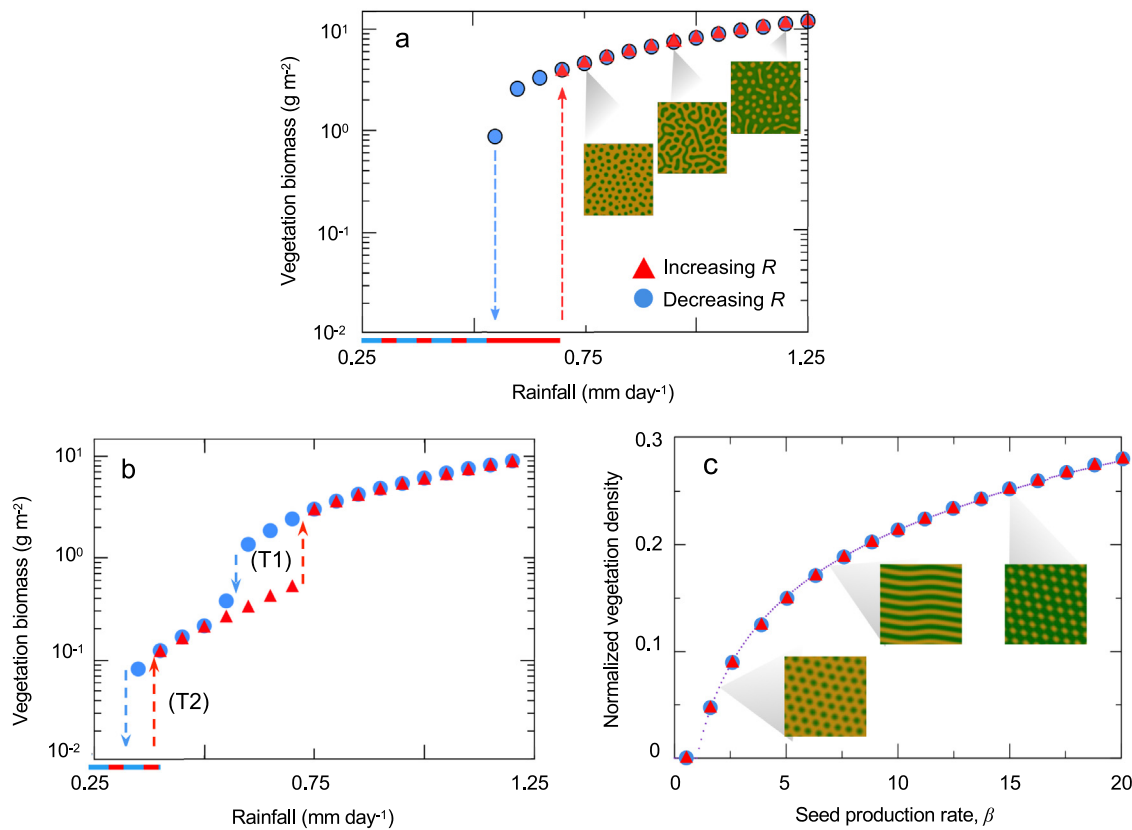 a
10¹
10⁰
10⁻¹
10⁻²
Vegetation biomass (g m⁻²)
Increasing R
Decreasing R
0.25
0.75
1.25
Rainfall (mm day⁻¹)
b
10¹
10⁰
10⁻¹
10⁻²
Vegetation biomass (g m⁻²)
(T1)
(T2)
0.25
0.75
1.25
Rainfall (mm day⁻¹)
c
0.3
0.2
0.1
0
Normalized vegetation density
0
5
10
15
20
Seed production rate, β